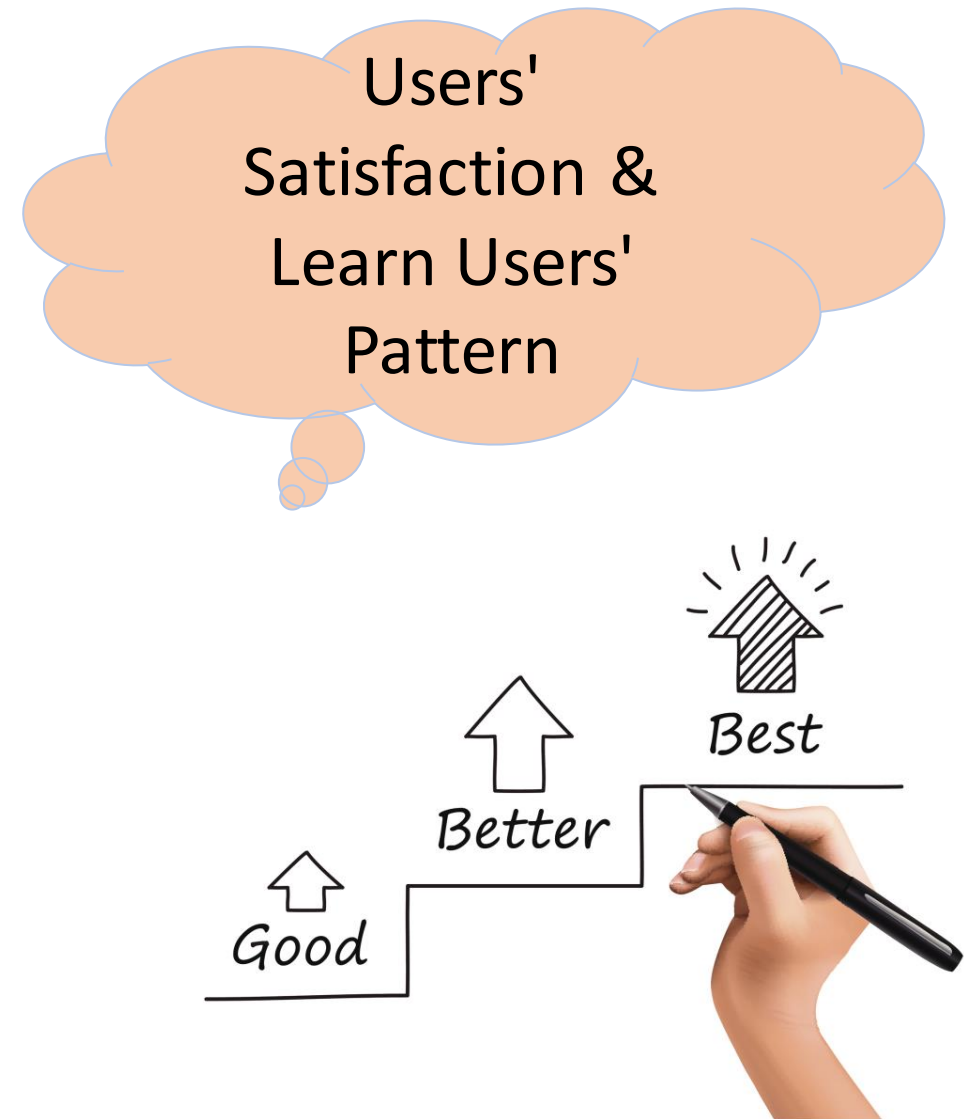 Users'
Satisfaction &
Learn Users'
Pattern
Best
Better
Good